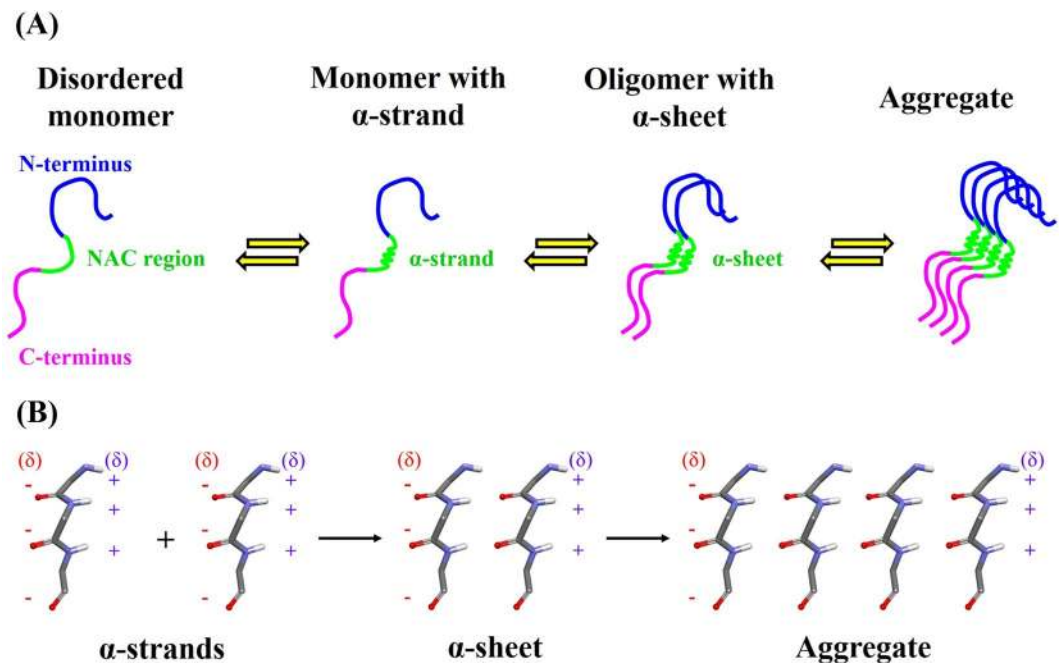 (A)
Disordered
monomer
Monomer with
α-strand
Oligomer with
α-sheet
Aggregate
N-terminus
NAC region
α-strand
α-sheet
C-terminus
(B)
(δ) (δ) (δ) (δ) (δ) (δ) (δ)
- + - + - + - +
+ +
- + - + - + - +
+
- -
- -
α-strands
α-sheet
Aggregate